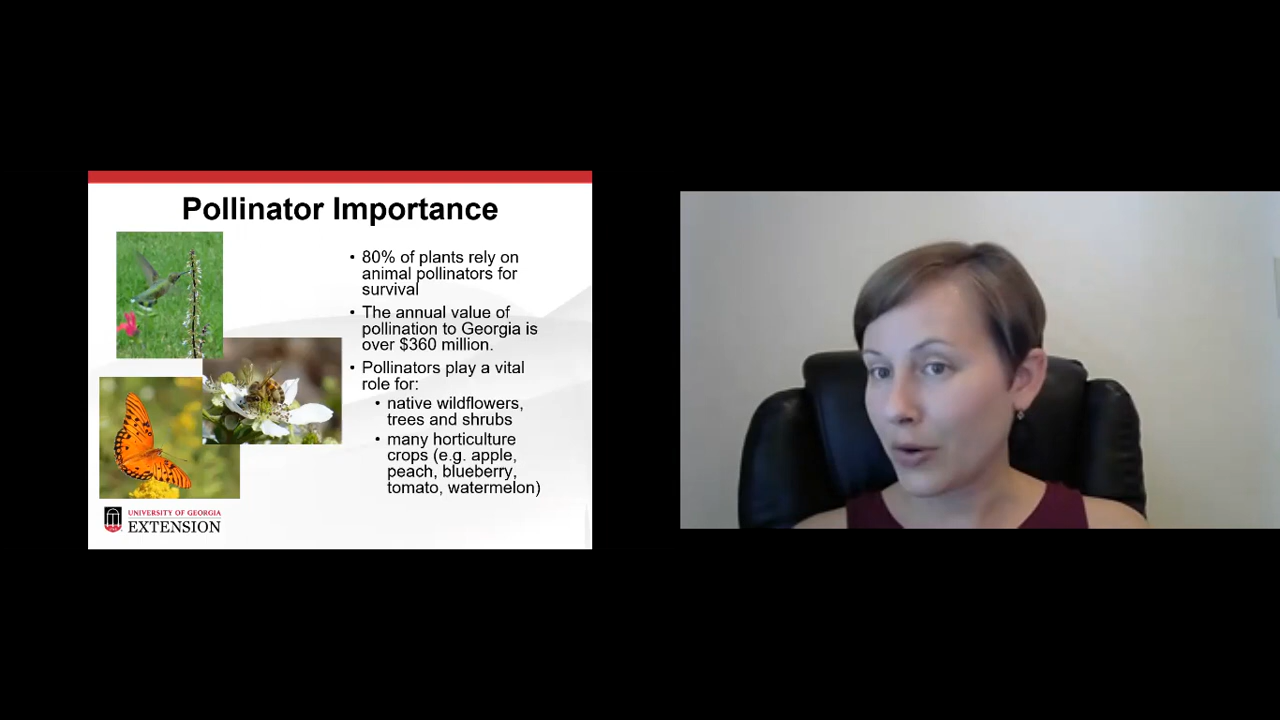 Pollinator Importance
• 80% of plants rely on
animal pollinators for
survival
• The annual value of
pollination to Georgia is
over $360 million.
• Pollinators play a vital
role for:
• native wildflowers,
trees and shrubs
• many horticulture
crops (e.g. apple,
peach, blueberry,
tomato, watermelon)
UNIVERSITY OF GEORGIA
EXTENSION